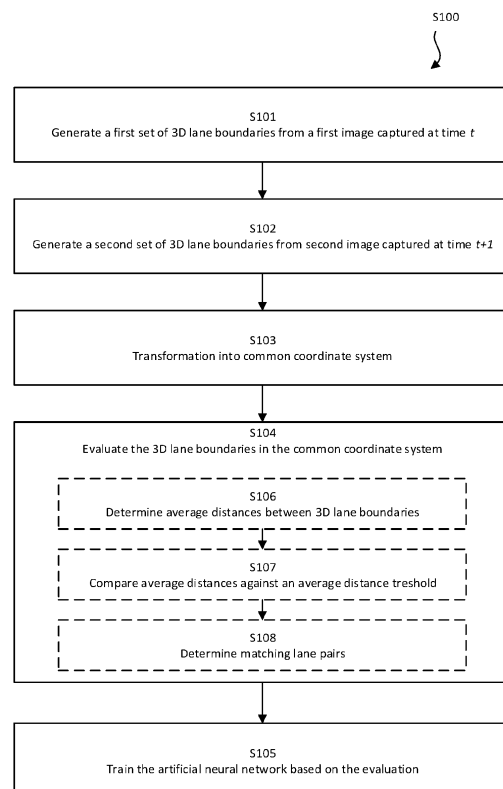 S100
S101
Generate a first set of 3D lane boundaries from a first image captured at time t
S102
Generate a second set of 3D lane boundaries from second image captured at time t+1
S103
Transformation into common coordinate system
S104
Evaluate the 3D lane boundaries in the common coordinate system
S106
Determine average distances between 3D lane boundaries
S107
Compare average distances against an average distance treshold
S108
Determine matching lane pairs
S105
Train the artificial neural network based on the evaluation